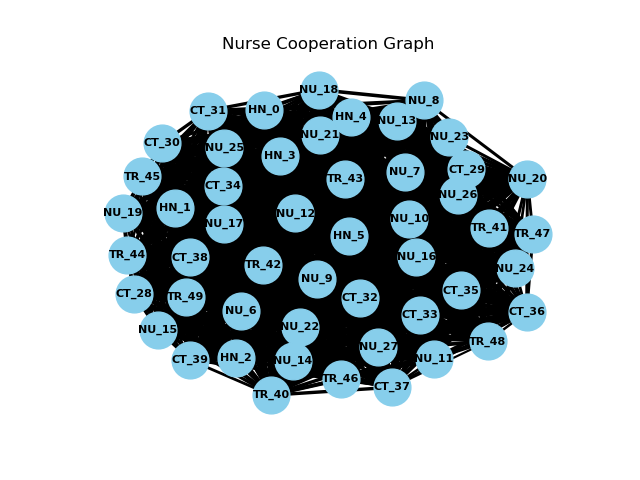 Nurse Cooperation Graph
NU_18
NU_8
CT_31
HN_0
HN_4
NU_13
NU_21
NU_23
CT_30
NU_25
HN_3
CT_29
NU_7
TR_45
TR_43
NU_20
CT_34
NU_26
HN_1
NU_19
NU_12
NU_10
NU_17
TR_41
TR_47
HN_5
TR_44
CT_38
NU_16
TR_42
NU_24
NU_9
CT_35
CT_28
TR_49
CT_32
NU_6
CT_36
CT_33
NU_15
NU_22
TR_48
NU_27
CT_39
HN_2
NU_14
NU_11
TR_46
CT_37
TR_40